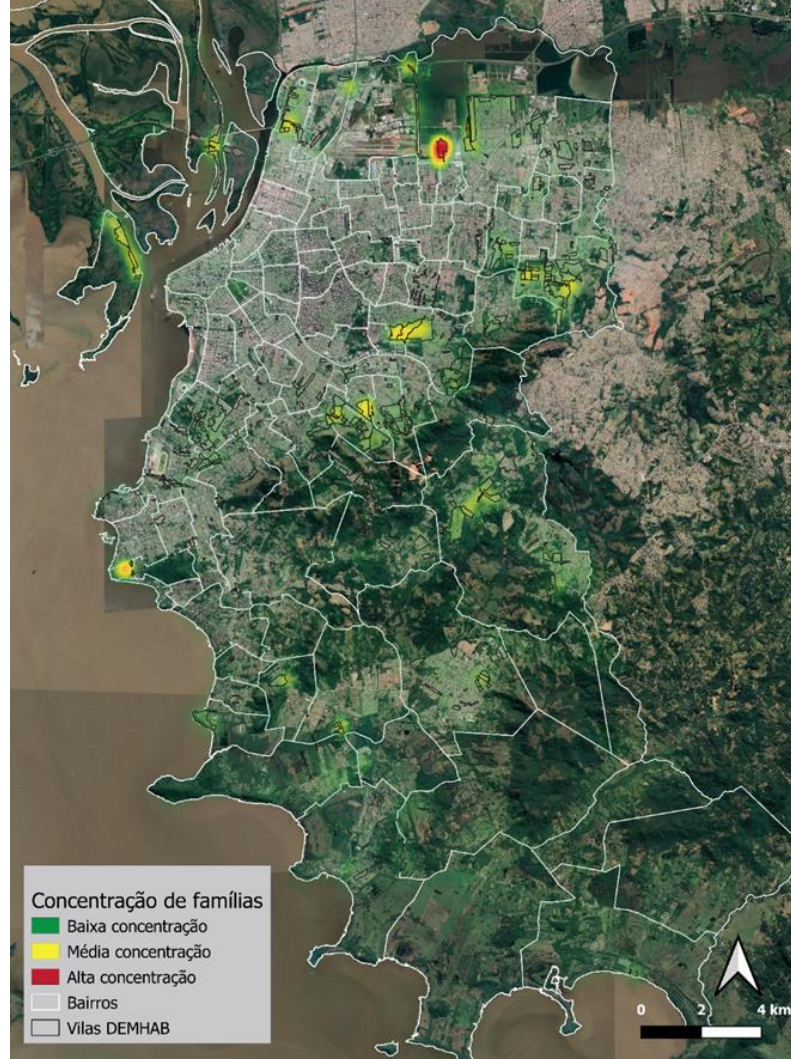 Concentração de famílias
Baixa concentração
Média concentração
Alta concentração
Bairros
Vilas DEMHAB
0 2 4 km